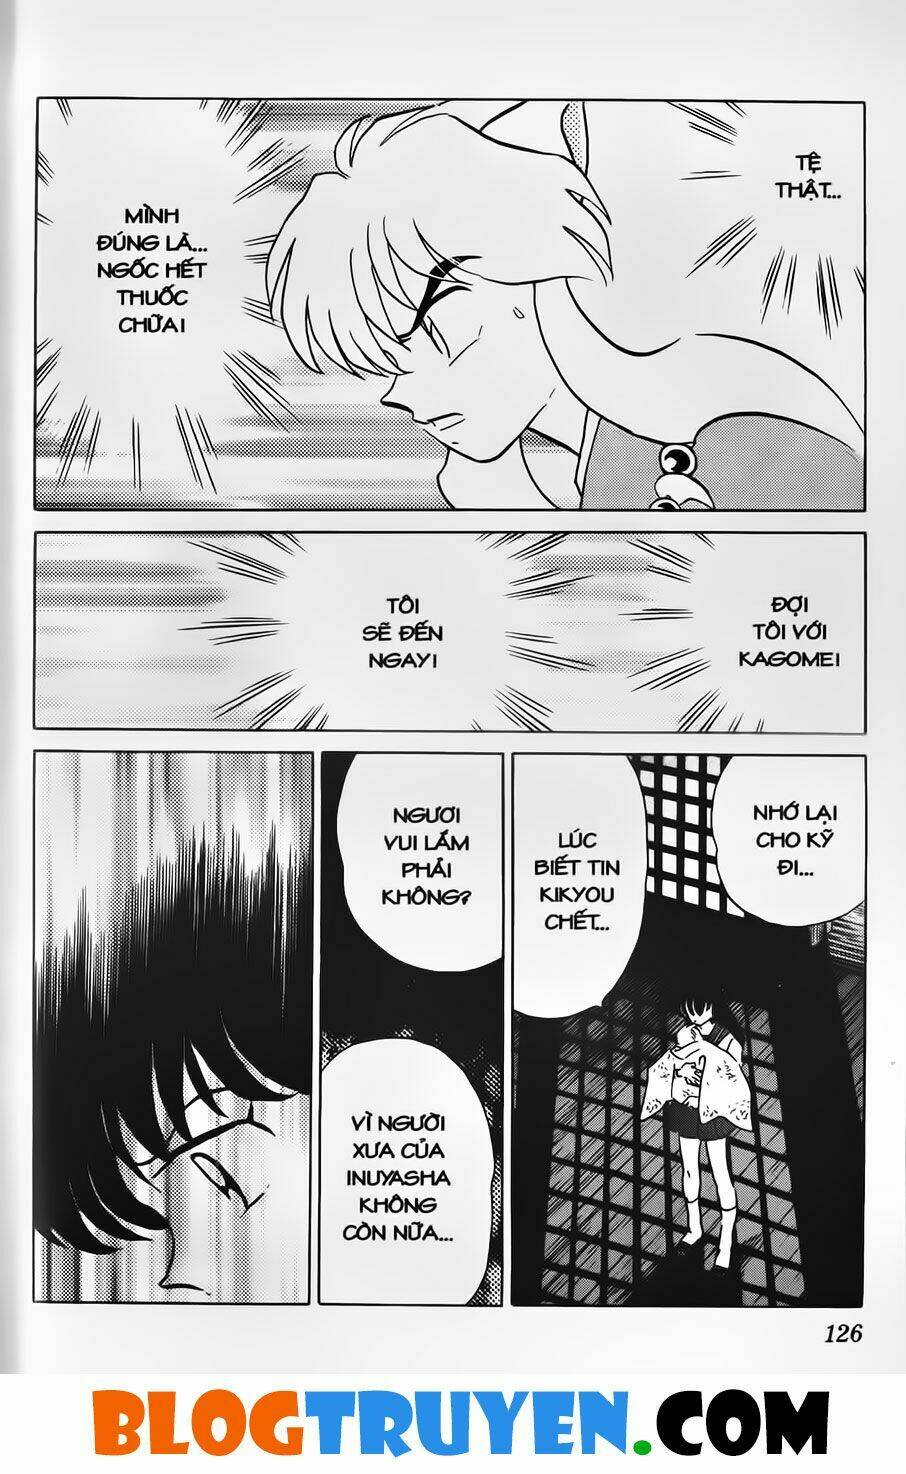 TỆ
THẬT...
MÌNH
ĐÚNG LÀ...
NGỐC HẾT
THUỐC
CHỮA!
ĐỢI
TÔI VỚI
KAGOME!
TÔI
SẼ ĐẾN
NGAY!
NHỚ LẠI
CHO KỸ
ĐI...
LÚC
BIẾT TIN
KIKYOU
CHẾT...
NGƯƠI
VUI LẮM
PHẢI
KHÔNG?
VÌ NGƯỜI
XƯA CỦA
INUYASHA
KHÔNG
CÒN NỮA...
126
BLOGTRUYEN.COM